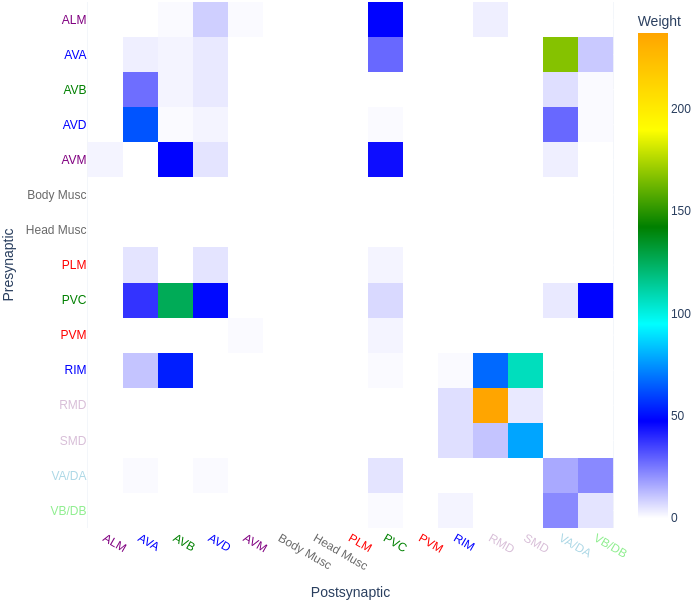 Weight
ALM
AVA
AVB
AVD
AVM
Body Musc
Head Musc
PLM
PVC
PVM
RIM
RMD
SMD
VA/DA
VB/DB
Presynaptic
200
150
100
50
0
ALM
AVA
AVB
AVD
AVM
Body Musc
Head Musc
PLM
PVC
PVM
RIM
RMD
SMD
VA/DA
VB/DB
Postsynaptic